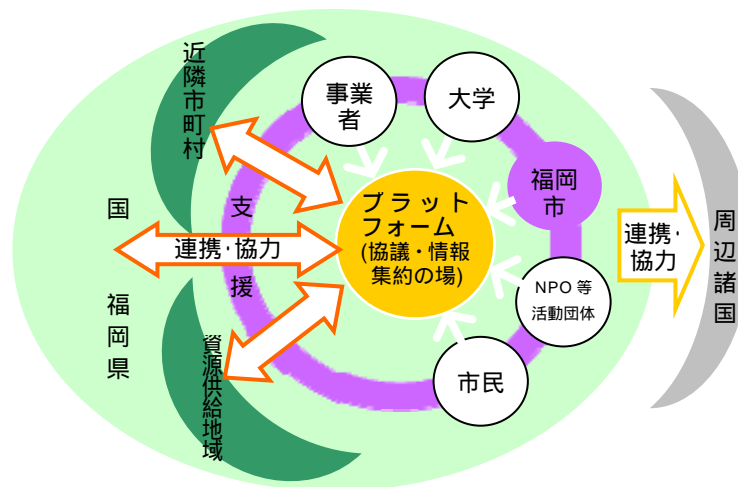 近隣市町村
事業
者
大学
福岡
市
NPO 等
活動団体
市民
プラット
フォーム
(協議・情報
集約の場)
支
援
国
福岡県
連携・協力
資源供給地域
連携・
協力
周辺諸国